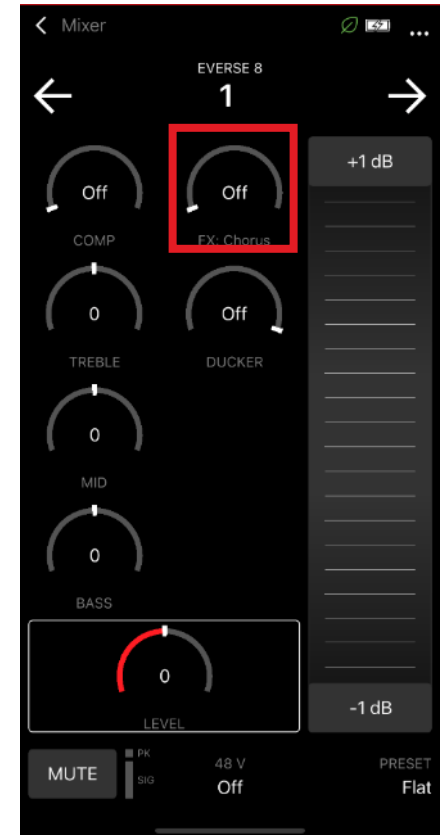 Mixer
...
EVERSE 8
1
Off
COMP
Off
FX: Chorus
+1 dB
0
TREBLE
Off
DUCKER
0
MID
0
BASS
0
LEVEL
-1 dB
MUTE
PK
SIG
48 V
Off
PRESET
Flat